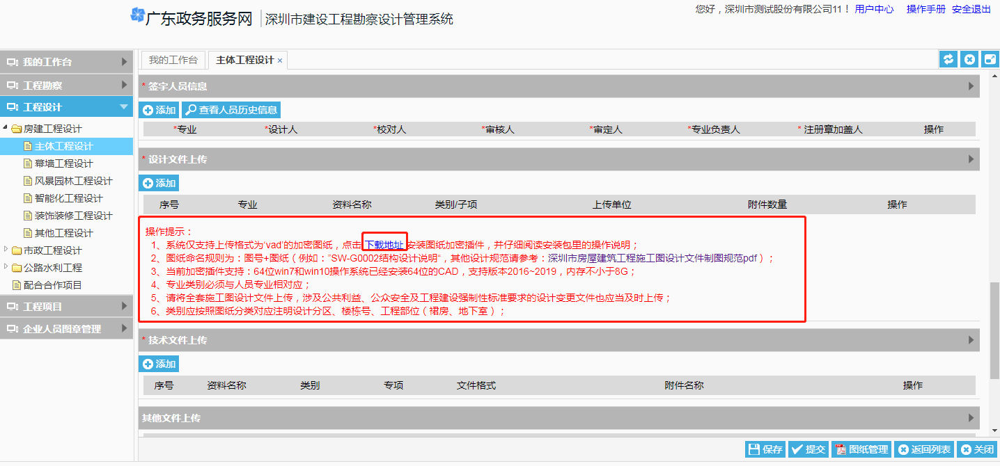 广东政务服务网
深圳市建设工程勘察设计管理系统
您好，深圳市测试股份有限公司11！ 用户中心 操作手册 安全退出
我的工作台
工程勘察
工程设计
房建工程设计
主体工程设计
幕墙工程设计
风景园林工程设计
智能化工程设计
装饰装修工程设计
其他工程设计
市政工程设计
公路水利工程
配合合作项目
工程项目
企业人员图章管理
我的工作台 主体工程设计 ×
* 签字人员信息
添加 查看人员历史信息
*专业 *设计人 *校对人 *审核人 *审定人 *专业负责人 * 注册章加盖人 操作
* 设计文件上传
添加
序号 专业 资料名称 类别/子项 上传单位 附件数量 操作
操作提示：
1、系统仅支持上传格式为'vad'的加密图纸，点击 下载地址 安装图纸加密插件，并仔细阅读安装包里的操作说明；
2、图纸命名规则为：图号+图纸（例如："SW-G0002结构设计说明"，其他设计规范请参考：深圳市房屋建筑工程施工图设计文件制图规范pdf）；
3、当前加密插件支持：64位win7和win10操作系统已经安装64位的CAD，支持版本2016~2019，内存不小于8G；
4、专业类别必须与人员专业相对应；
5、请将全套施工图设计文件上传，涉及公共利益、公众安全及工程建设强制性标准要求的设计变更文件也应当及时上传；
6、类别应按照图纸分类对应注明设计分区、楼栋号、工程部位（裙房、地下室）；
* 技术文件上传
添加
序号 资料名称 类别 专项 文件格式 附件名称 操作
其他文件上传
保存 提交 图纸管理 返回列表 关闭